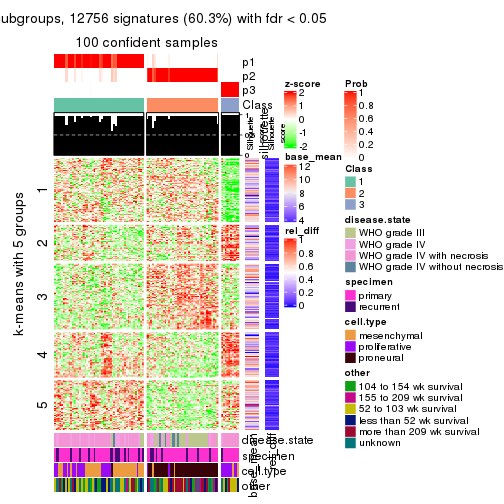 ubgroups, 12756 signatures (60.3%) with fdr < 0.05
100 confident samples
p1
p2
p3
Class
silhouette
Silhouette
score
k-means with 5 groups
1
2
3
4
5
disease.state
specimen
cell.type
other
base_mean
rel_diff
z-score
2
1
0
-1
-2
base_mean
12
10
8
6
4
rel_diff
1
0.8
0.6
0.4
0.2
0
Prob
1
0.8
0.6
0.4
0.2
0
Class
1
2
3
disease.state
WHO grade III
WHO grade IV
WHO grade IV with necrosis
WHO grade IV without necrosis
specimen
primary
recurrent
cell.type
mesenchymal
proliferative
proneural
other
104 to 154 wk survival
155 to 209 wk survival
52 to 103 wk survival
less than 52 wk survival
more than 209 wk survival
unknown